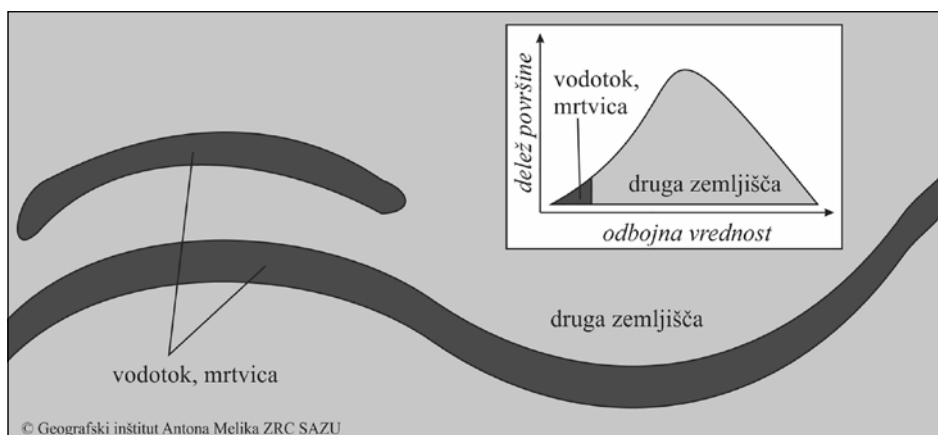 delež površine
vodotok,
mrtvica
druga zemljišča
odbojna vrednost
druga zemljišča
vodotok, mrtvica
© Geografski inštitut Antona Melika ZRC SAZU